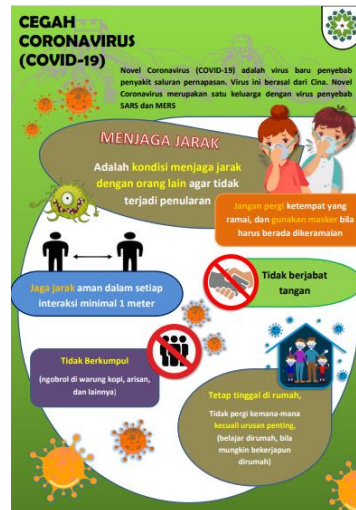 CEGAH
CORONAVIRUS
(COVID-19)
Novel Coronavirus (COVID-19) adalah virus baru penyebab
penyakit saluran pernapasan. Virus ini berasal dari Cina. Novel
Coronavirus merupakan satu keluarga dengan virus penyebab
SARS dan MERS
MENJAGA JARAK
Adalah kondisi menjaga jarak
dengan orang lain agar tidak
terjadi penularan
Jangan pergi ketempat yang
ramai, dan gunakan masker bila
harus berada dikeramaian
Jaga jarak aman dalam setiap
interaksi minimal 1 meter
Tidak berjabat
tangan
Tidak Berkumpul
(ngobrol di warung kopi, arisan,
dan lainnya)
Tetap tinggal di rumah,
Tidak pergi kemana-mana
kecuali urusan penting,
(belajar dirumah, bila
mungkin bekerjapun
dirumah)